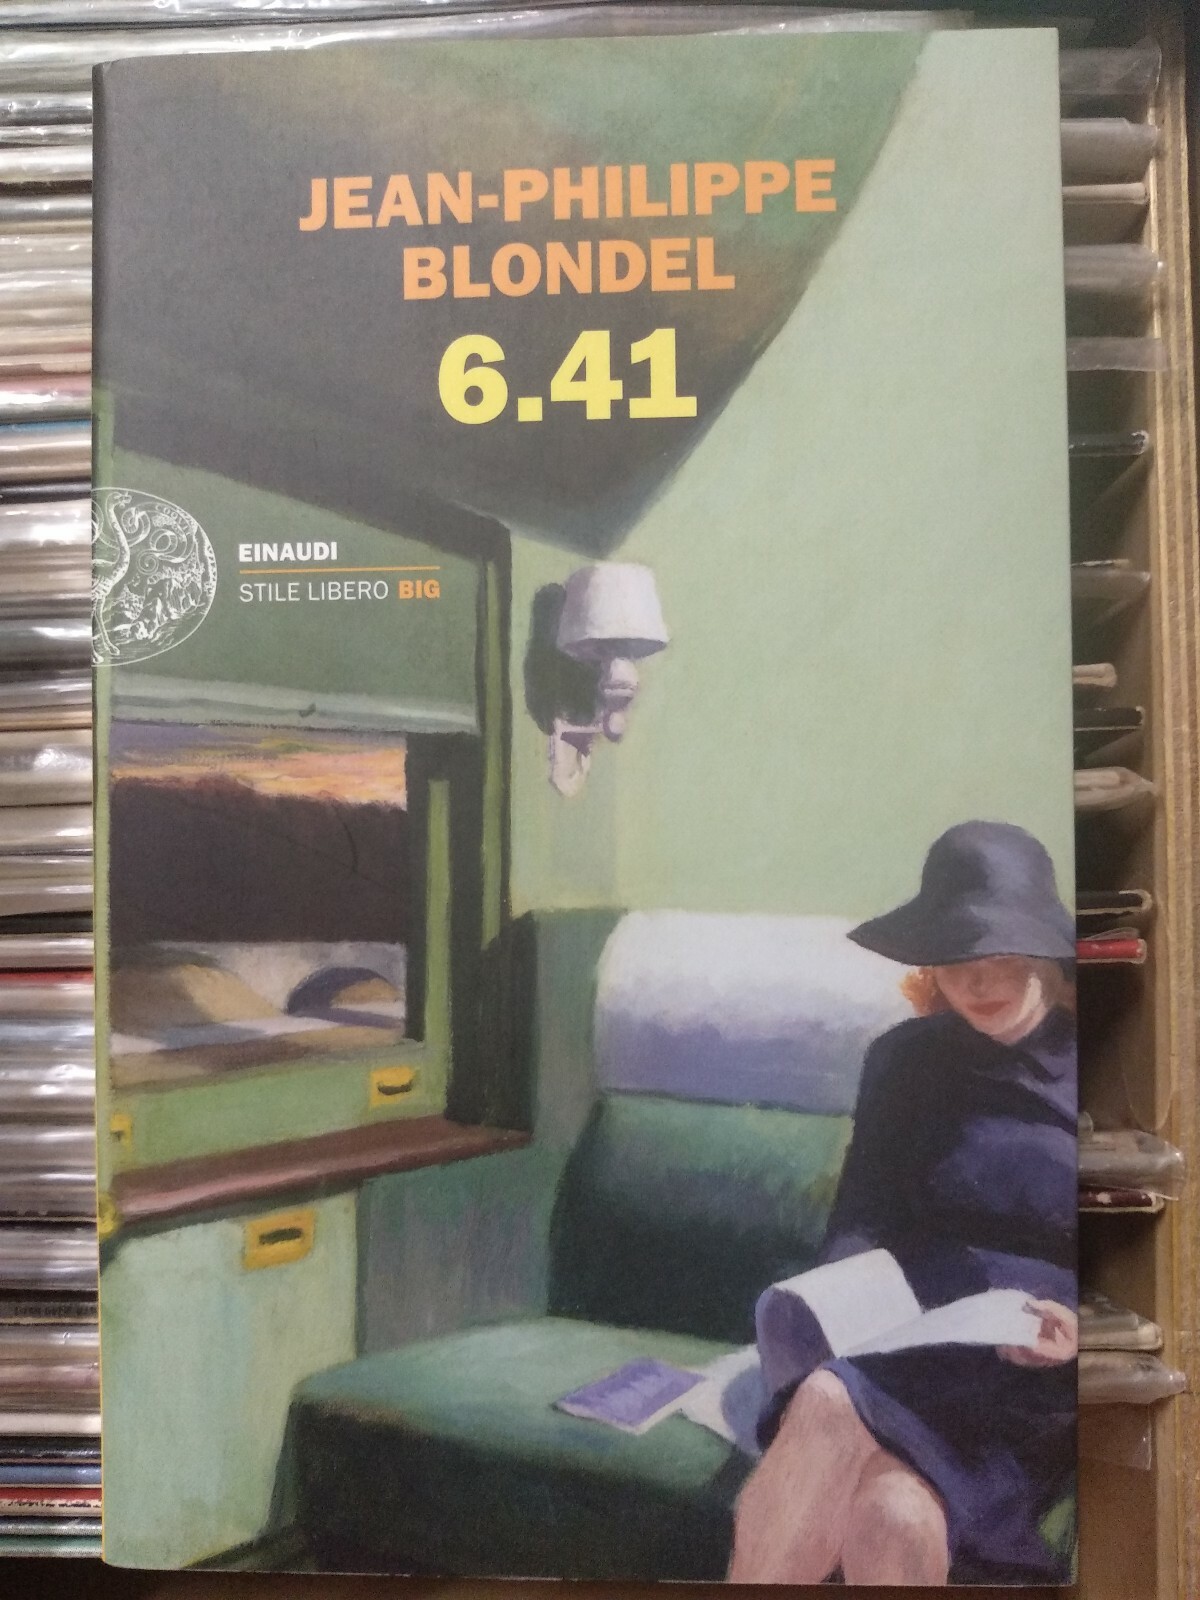 JEAN-PHILIPPE
BLONDEL
6.41
EINAUDI
STILE LIBERO BIG